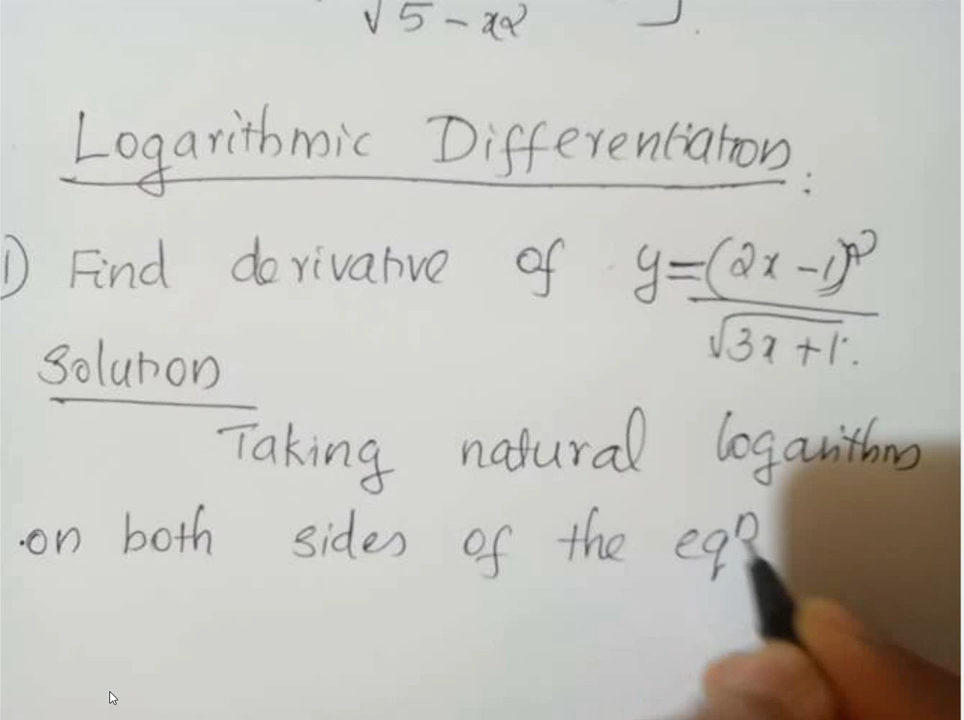 √5-x2 ].
Logarithmic Differentiation:
1) Find derivative of y=(2x-1)²
√3x+1.
Solution
Taking natural logarithms
on both sides of the eqⁿ